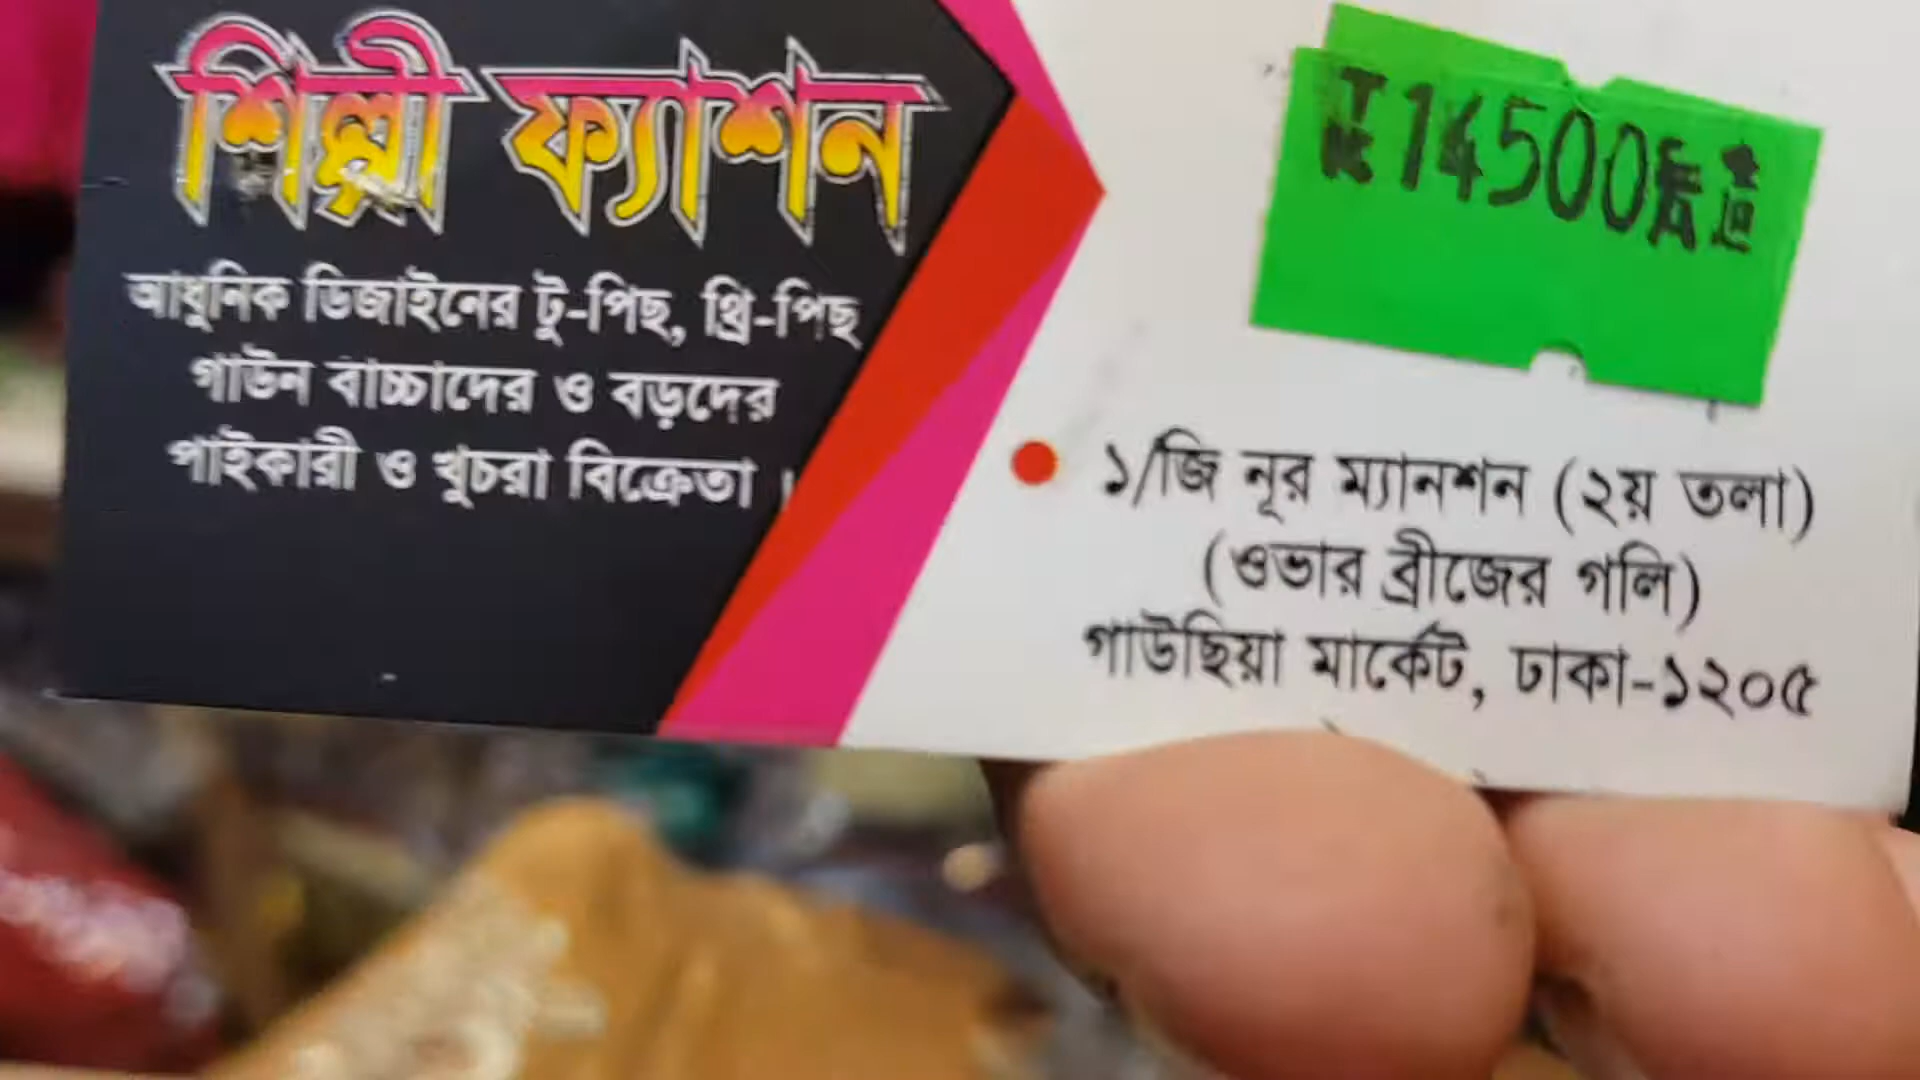 শিল্পী ফ্যাশন
আধুনিক ডিজাইনের টু-পিছ, থ্রি-পিছ
গাউন বাচ্চাদের ও বড়দের
পাইকারী ও খুচরা বিক্রেতা ।
14500
১/জি নূর ম্যানশন (২য় তলা)
(ওভার ব্রীজের গলি)
গাউছিয়া মার্কেট, ঢাকা-১২০৫